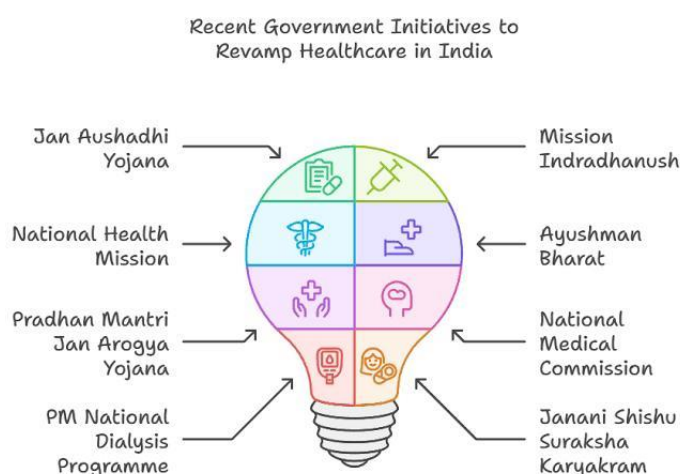 Recent Government Initiatives to
Revamp Healthcare in India
Jan Aushadhi
Yojana
Mission
Indradhanush
National Health
Mission
Ayushman
Bharat
Pradhan Mantri
Jan Arogya
Yojana
National
Medical
Commission
PM National
Dialysis
Programme
Janani Shishu
Suraksha
Karyakram